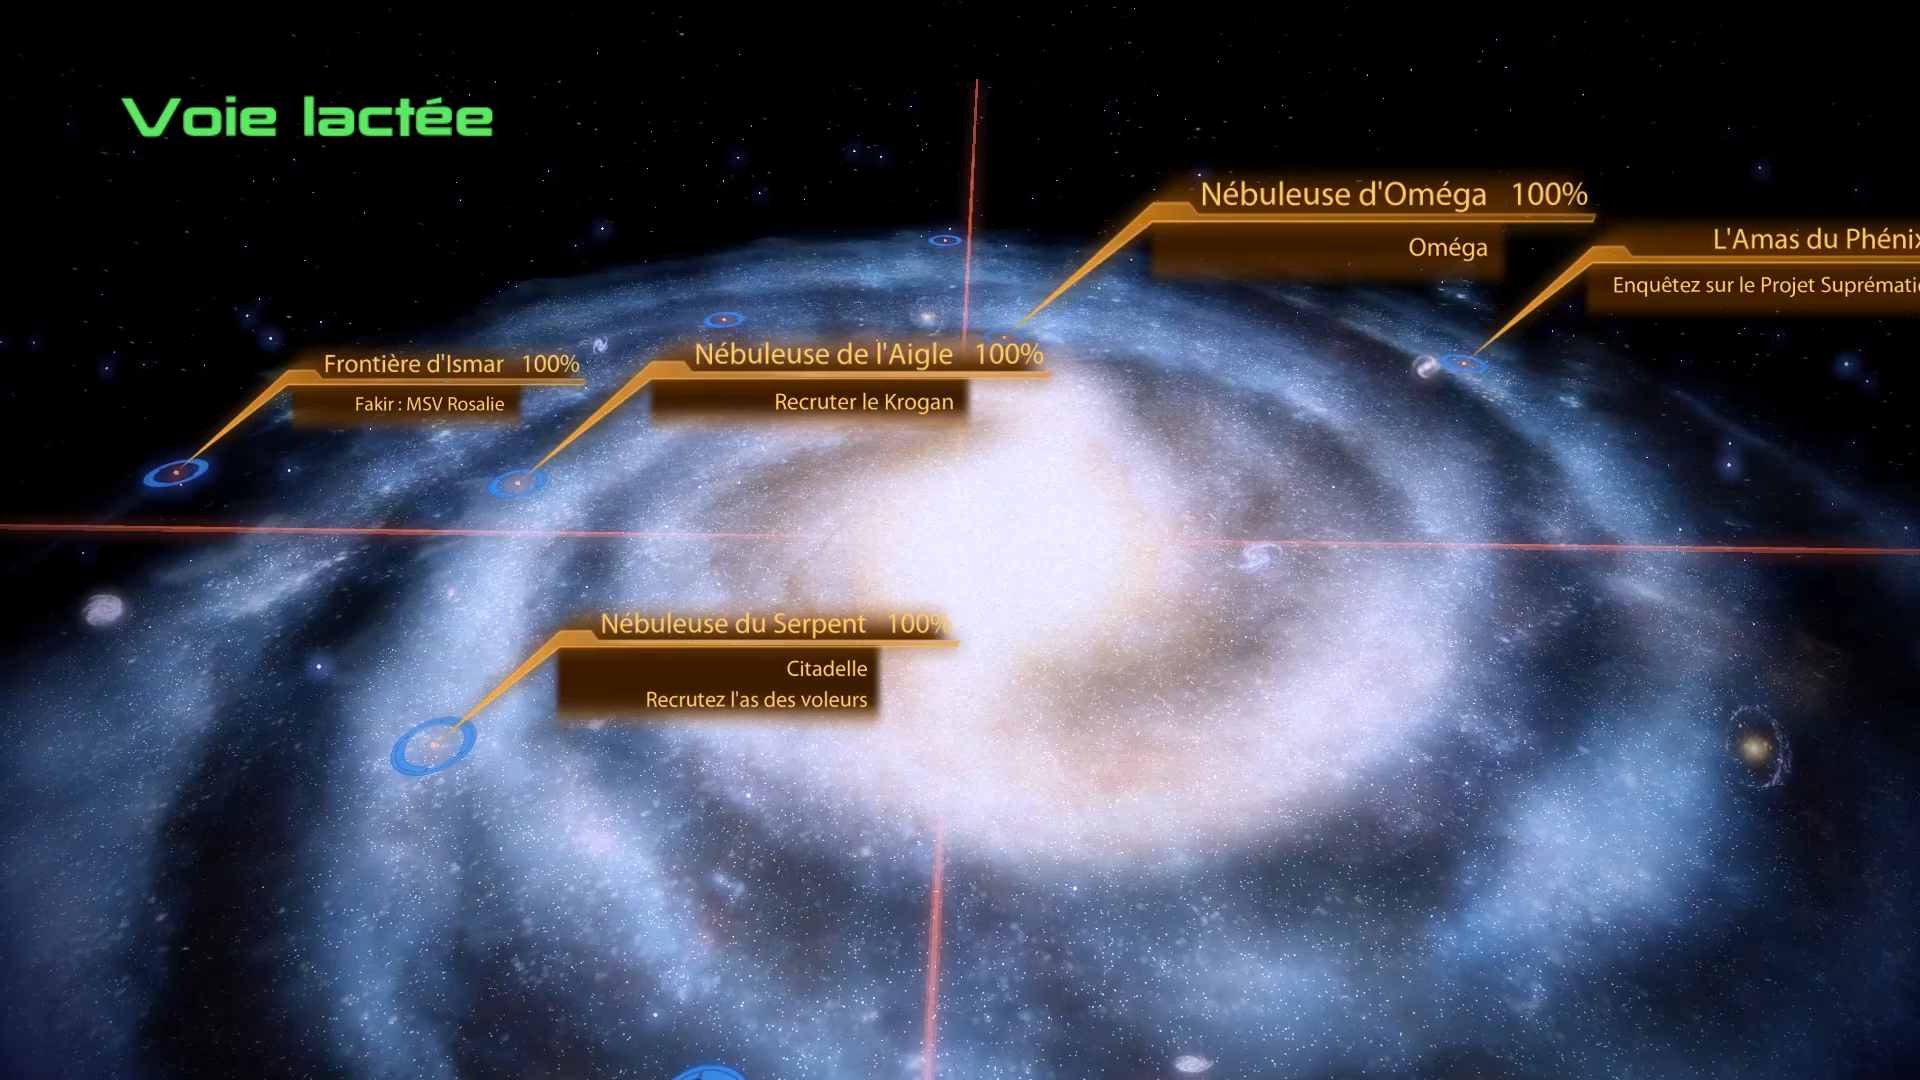 Voie lactée
Nébuleuse d'Oméga 100%
Oméga
L'Amas du Phénix
Enquêtez sur le Projet
Frontière d'Ismar 100%
Fakir : MSV Rosalie
Nébuleuse de l'Aigle 100%
Recruter le Krogan
Nébuleuse du Serpent 100%
Citadelle
Recrutez l'as des voleurs